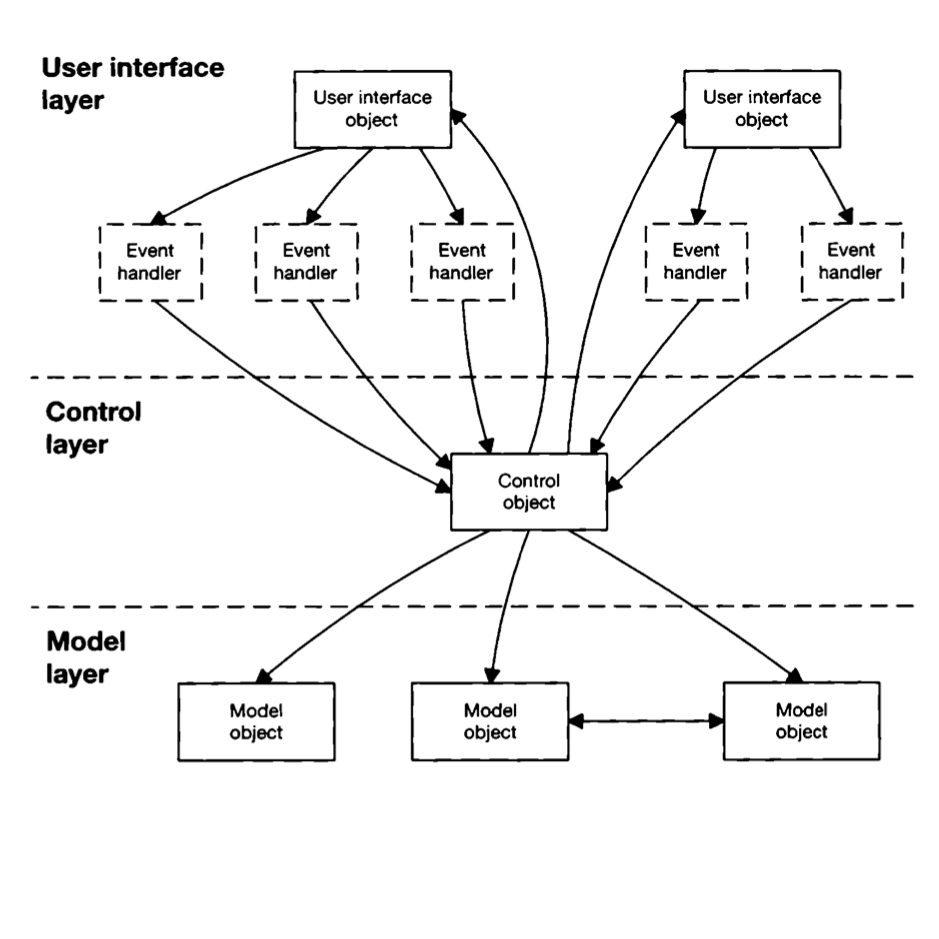 User interface
layer
User interface
object
User interface
object
Event
handler
Event
handler
Event
handler
Event
handler
Event
handler
Control
layer
Control
object
Model
layer
Model
object
Model
object
Model
object